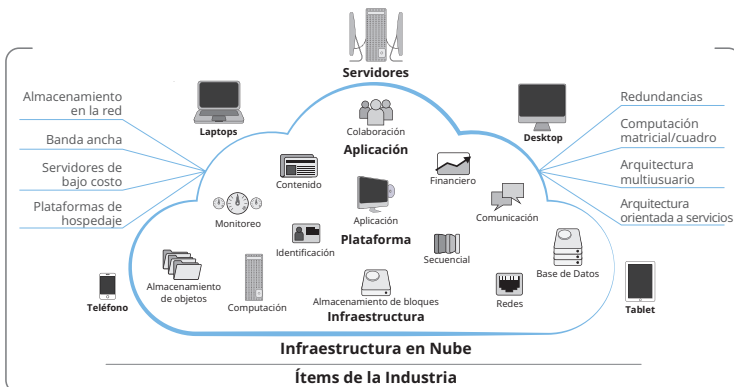 Servidores
Almacenamiento
en la red
Banda ancha
Servidores de
bajo costo
Plataformas de
hospedaje
Laptops
Desktop
Redundancias
Computación
matricial/cuadro
Arquitectura
multiusuario
Arquitectura
orientada a servicios
Colaboración
Aplicación
Contenido
Financiero
Monitoreo
Aplicación
Comunicación
Identificación
Plataforma
Secuencial
Base de Datos
Almacenamiento
de objetos
Computación
Almacenamiento de bloques
Infraestructura
Redes
Teléfono
Tablet
Infraestructura en Nube
Ítems de la Industria